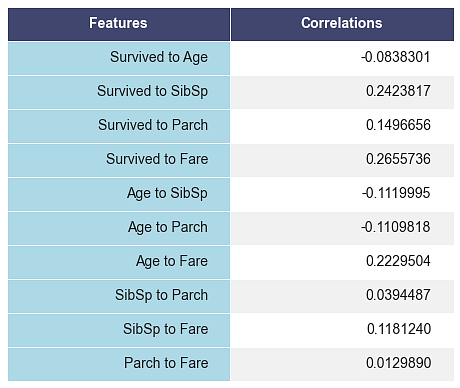 Features Correlations
Survived to Age -0.0838301
Survived to SibSp 0.2423817
Survived to Parch 0.1496656
Survived to Fare 0.2655736
Age to SibSp -0.1119995
Age to Parch -0.1109818
Age to Fare 0.2229504
SibSp to Parch 0.0394487
SibSp to Fare 0.1181240
Parch to Fare 0.0129890